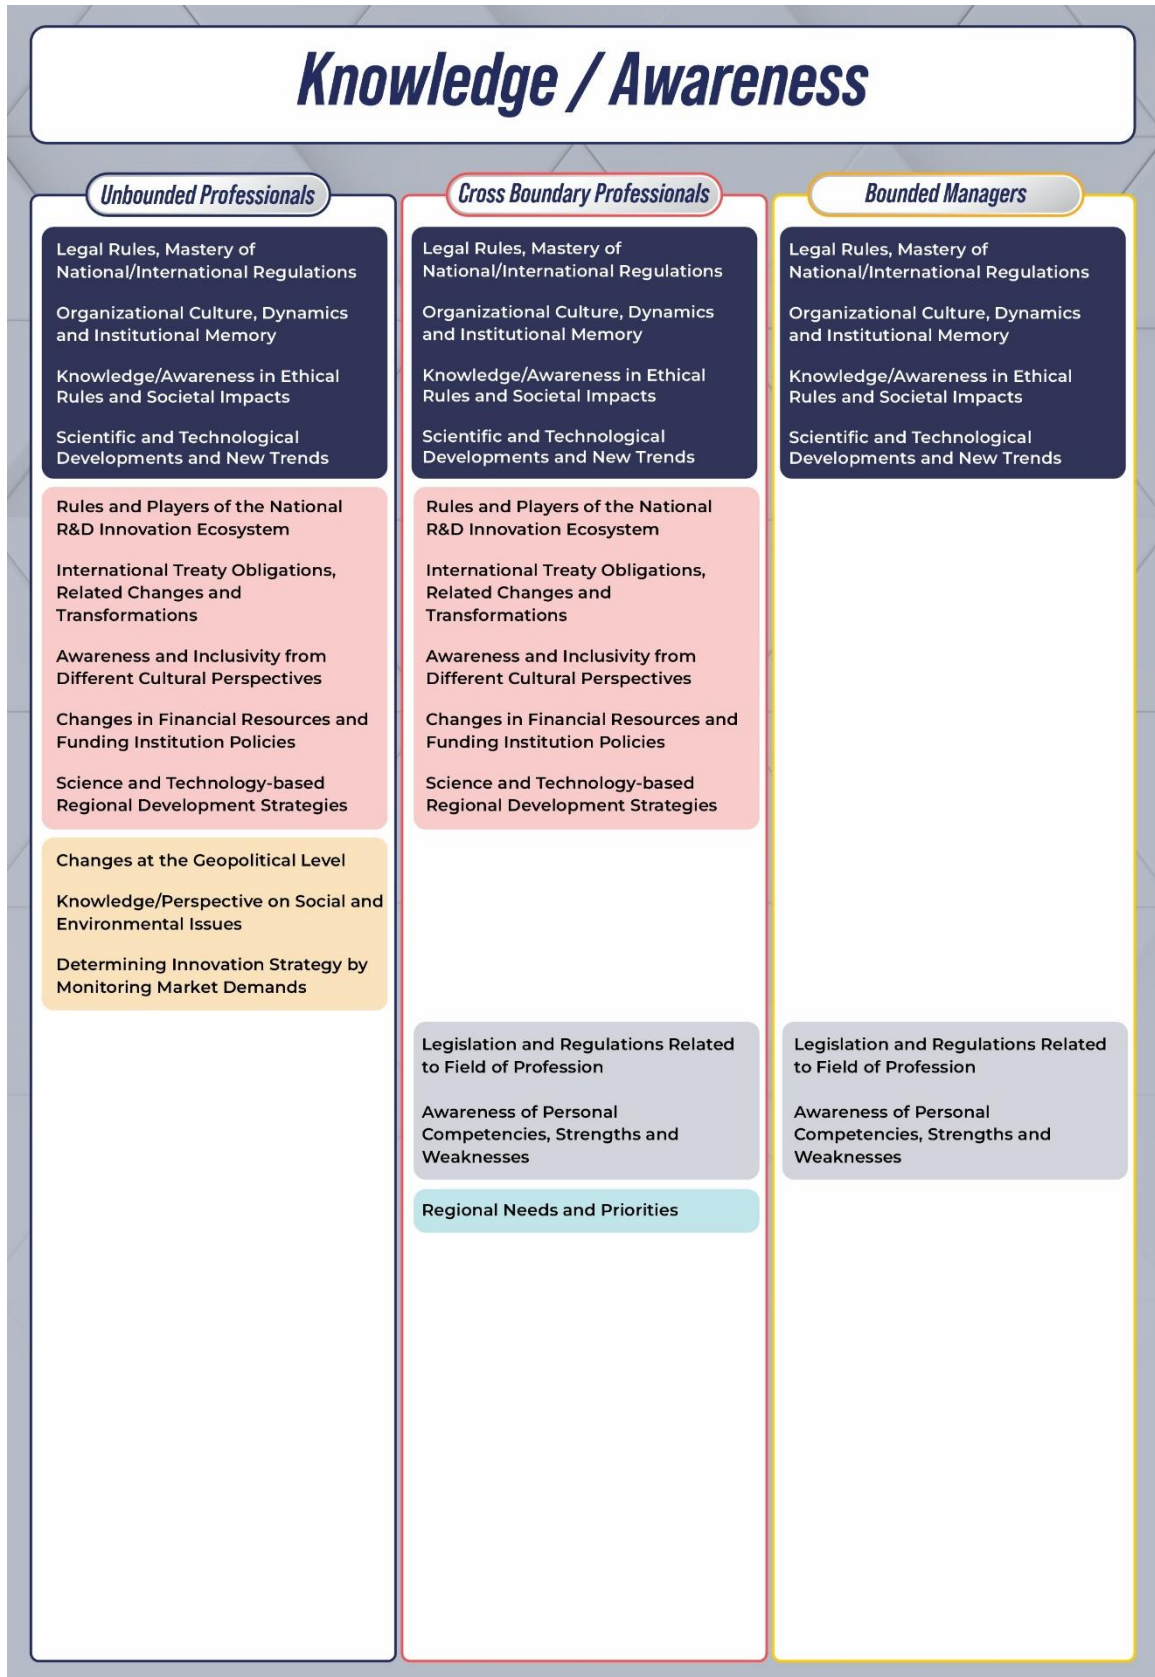 Knowledge / Awareness
Unbounded Professionals
Legal Rules, Mastery of
National/International Regulations
Organizational Culture, Dynamics
and Institutional Memory
Knowledge/Awareness in Ethical
Rules and Societal Impacts
Scientific and Technological
Developments and New Trends
Rules and Players of the National
R&D Innovation Ecosystem
International Treaty Obligations,
Related Changes and
Transformations
Awareness and Inclusivity from
Different Cultural Perspectives
Changes in Financial Resources and
Funding Institution Policies
Science and Technology-based
Regional Development Strategies
Changes at the Geopolitical Level
Knowledge/Perspective on Social and
Environmental Issues
Determining Innovation Strategy by
Monitoring Market Demands
Cross Boundary Professionals
Legal Rules, Mastery of
National/International Regulations
Organizational Culture, Dynamics
and Institutional Memory
Knowledge/Awareness in Ethical
Rules and Societal Impacts
Scientific and Technological
Developments and New Trends
Rules and Players of the National
R&D Innovation Ecosystem
International Treaty Obligations,
Related Changes and
Transformations
Awareness and Inclusivity from
Different Cultural Perspectives
Changes in Financial Resources and
Funding Institution Policies
Science and Technology-based
Regional Development Strategies
Legislation and Regulations Related
to Field of Profession
Awareness of Personal
Competencies, Strengths and
Weaknesses
Regional Needs and Priorities
Bounded Managers
Legal Rules, Mastery of
National/International Regulations
Organizational Culture, Dynamics
and Institutional Memory
Knowledge/Awareness in Ethical
Rules and Societal Impacts
Scientific and Technological
Developments and New Trends
Legislation and Regulations Related
to Field of Profession
Awareness of Personal
Competencies, Strengths and
Weaknesses